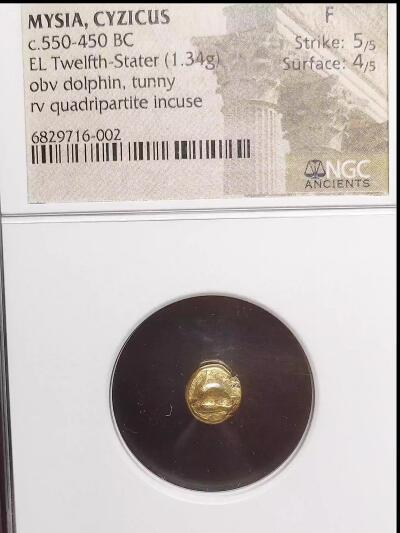 MYSIA, CYZICUS F
c.550-450 BC Strike: 5/5
EL Twelfth-Stater (1.34g) Surface: 4/5
obv dolphin, tunny
rv quadripartite incuse
6829716-002
NGC
ANCIENTS